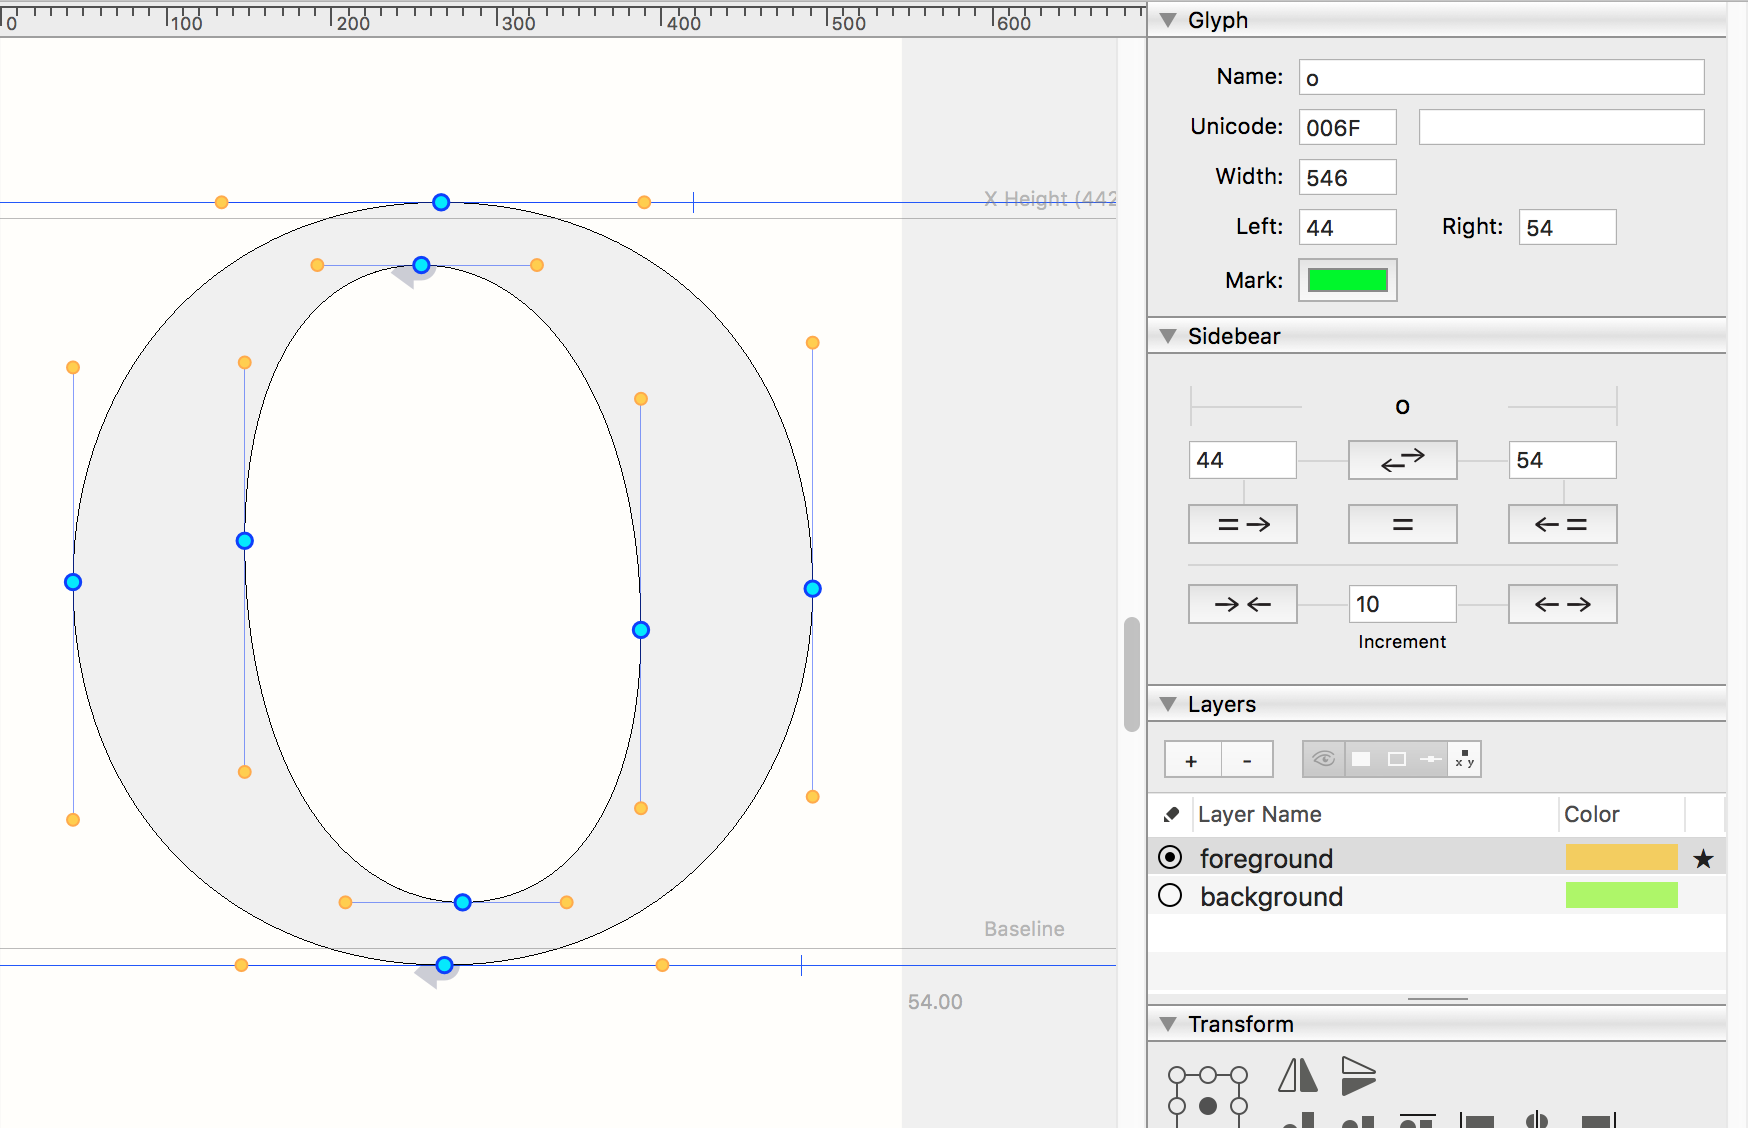 0 100 200 300 400 500 600
X Height (442
Baseline
54.00
Glyph
Name: o
Unicode: 006F
Width: 546
Left: 44 Right: 54
Mark:
Sidebear
o
44 54
= → = ← =
→ ← 10 ← →
Increment
Layers
+ - x y
Layer Name Color
foreground ★
background
Transform